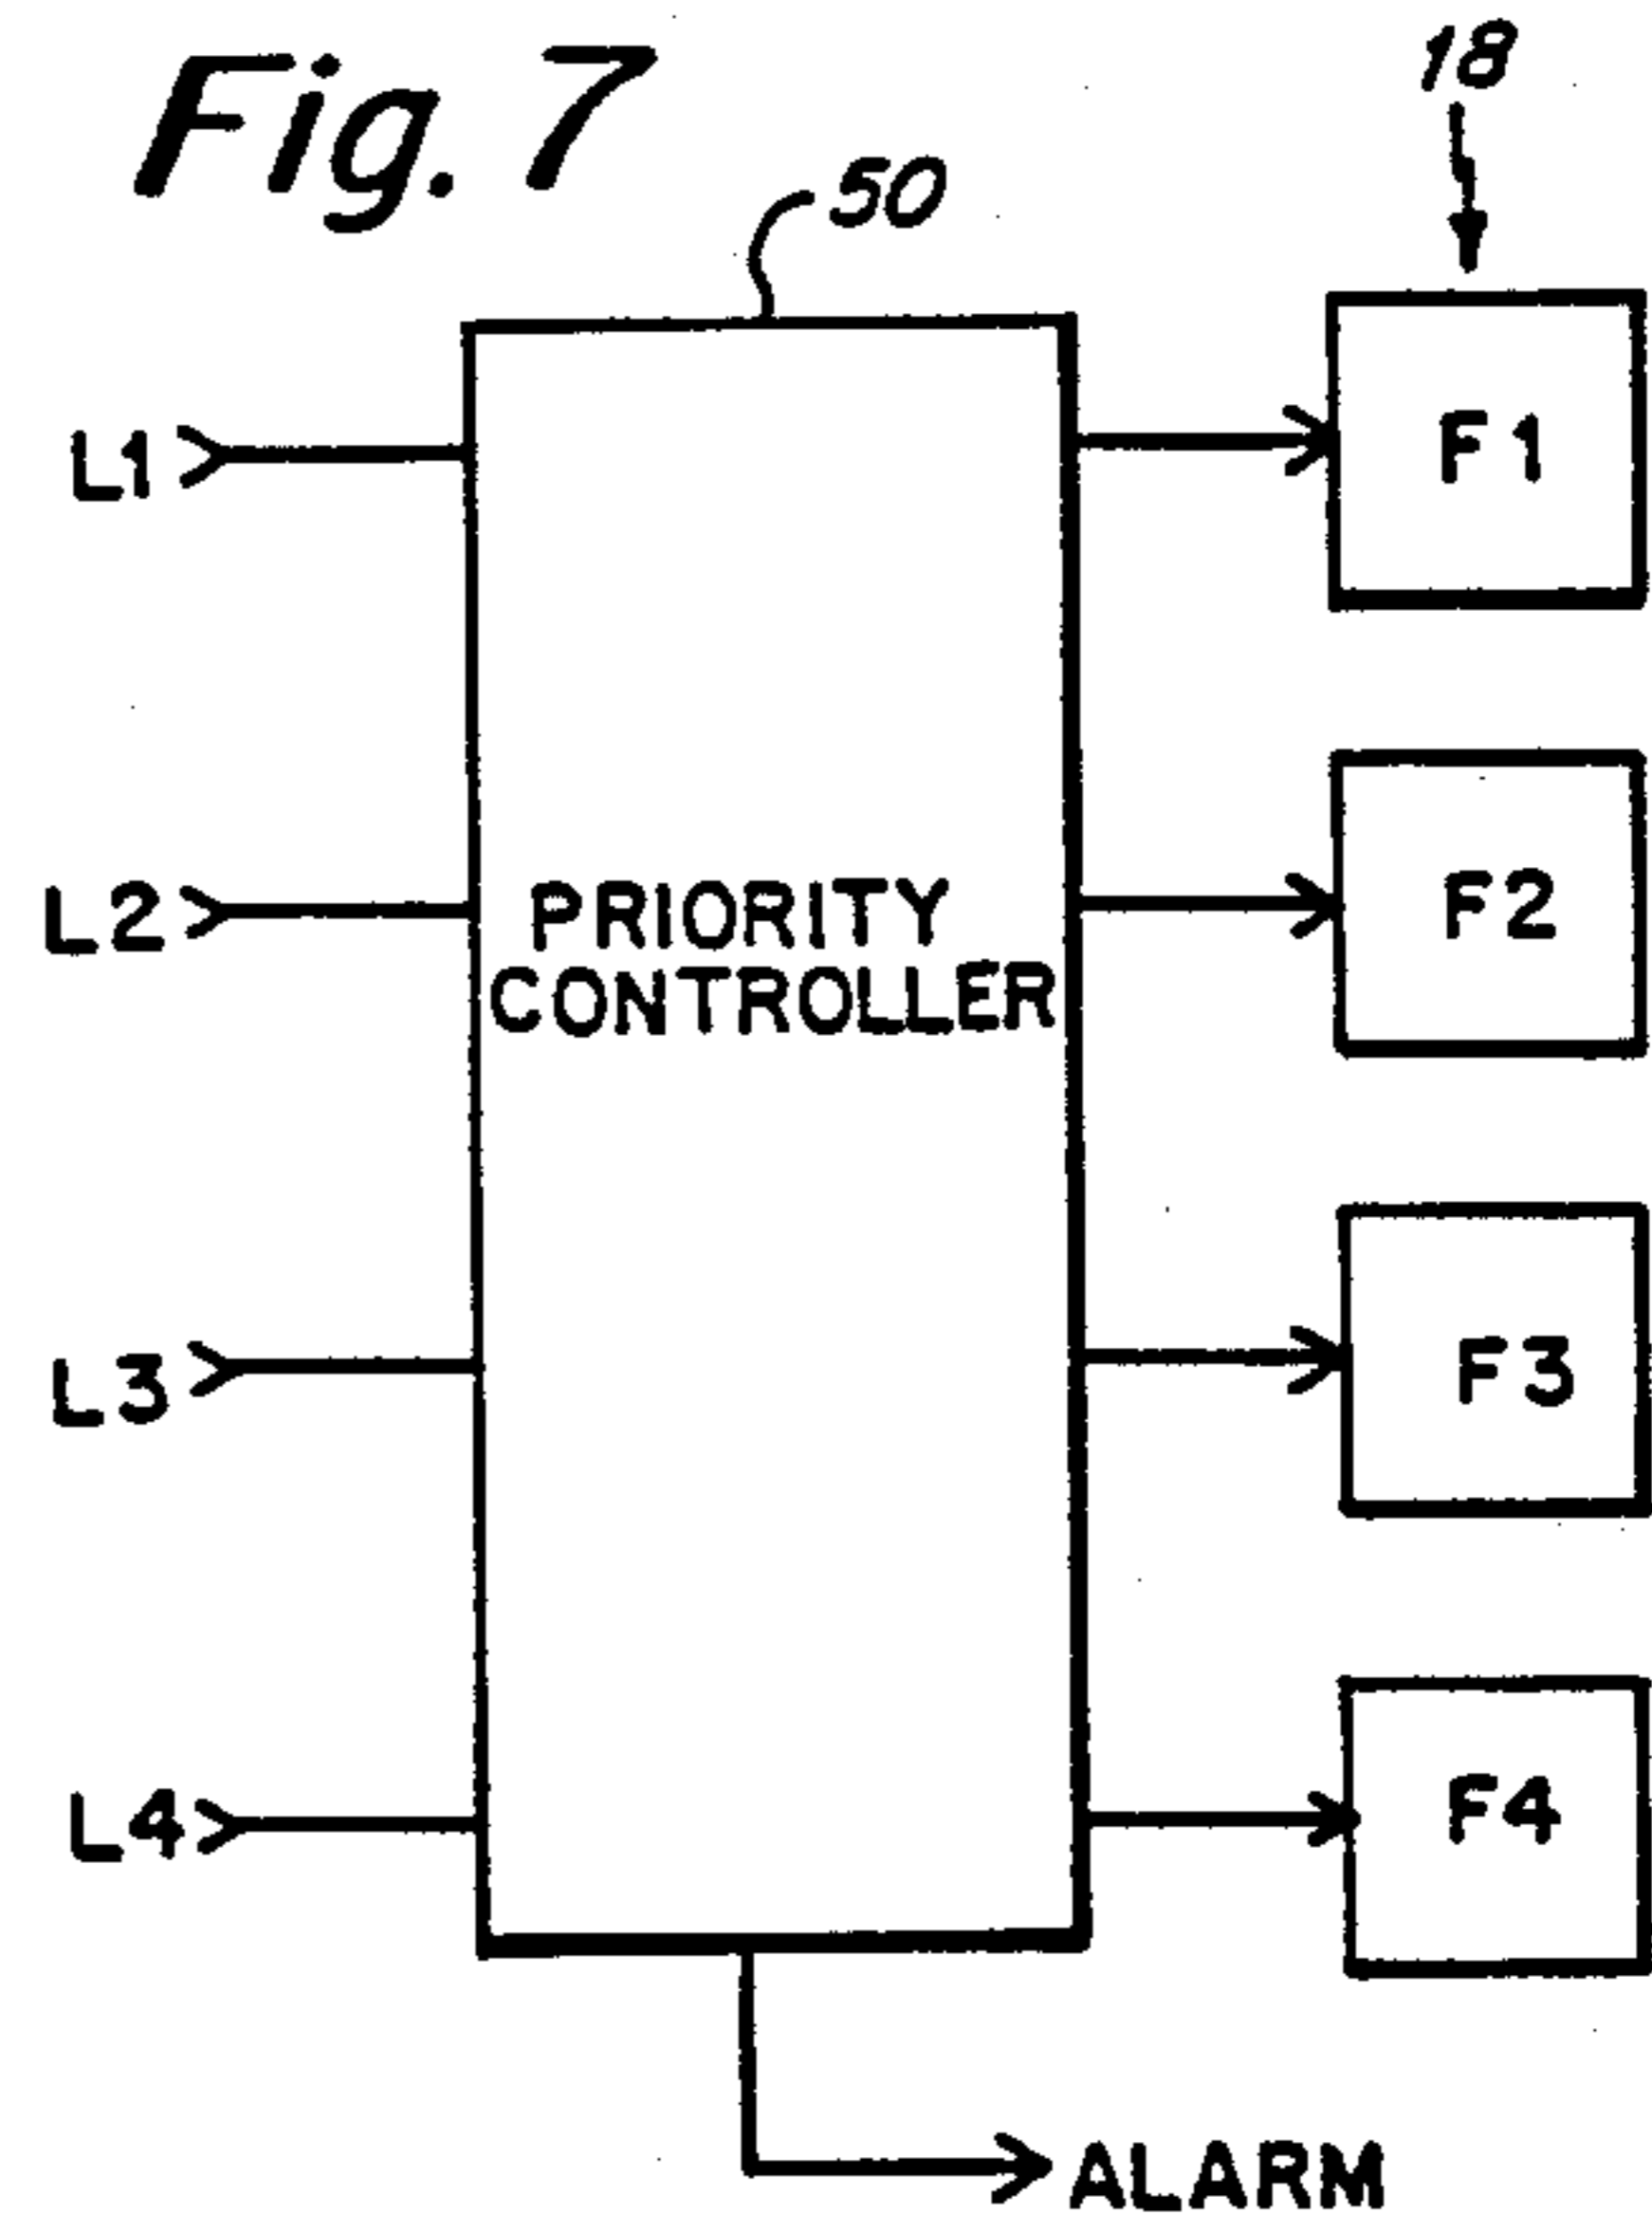 Fig. 7
18
50
L1
F1
L2
PRIORITY
CONTROLLER
F2
L3
F3
L4
F4
ALARM